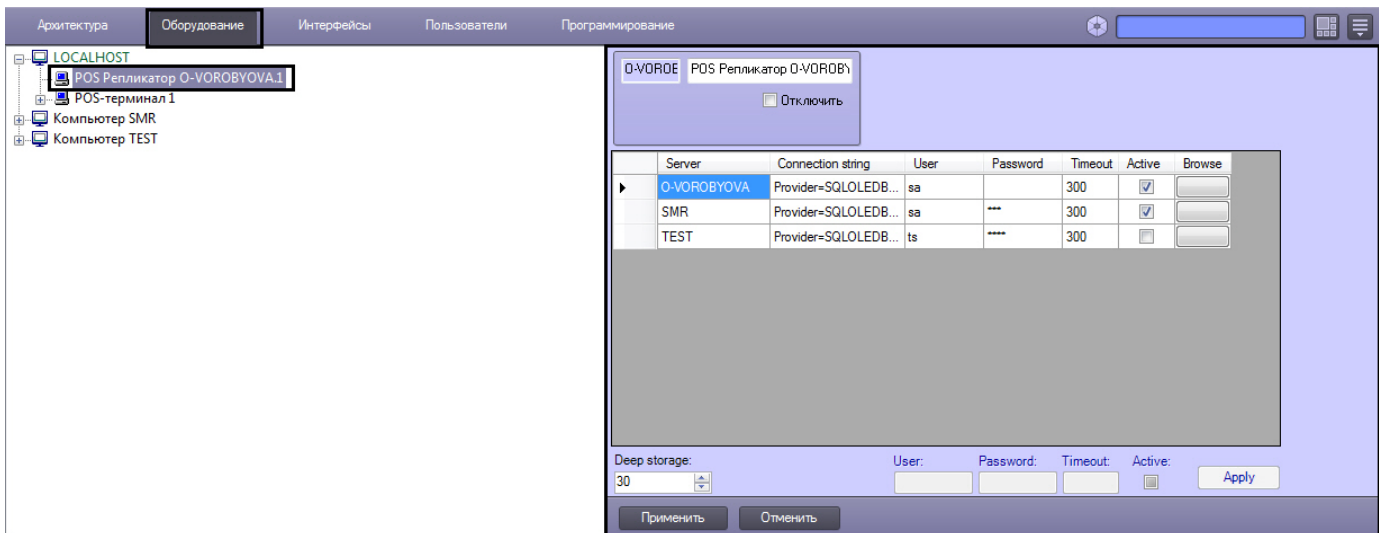 Архитектура Оборудование Интерфейсы Пользователи Программирование
LOCALHOST
POS Репликатор O-VOROBYOVA.1
POS-терминал 1
Компьютер SMR
Компьютер TEST
O-VOROE POS Репликатор O-VOROBY
Отключить
Server Connection string User Password Timeout Active Browse
O-VOROBYOVA Provider=SQLOLEDB... sa 300
SMR Provider=SQLOLEDB... sa *** 300
TEST Provider=SQLOLEDB... ts **** 300
Deep storage: User: Password: Timeout: Active:
30 Apply
Применить Отменить